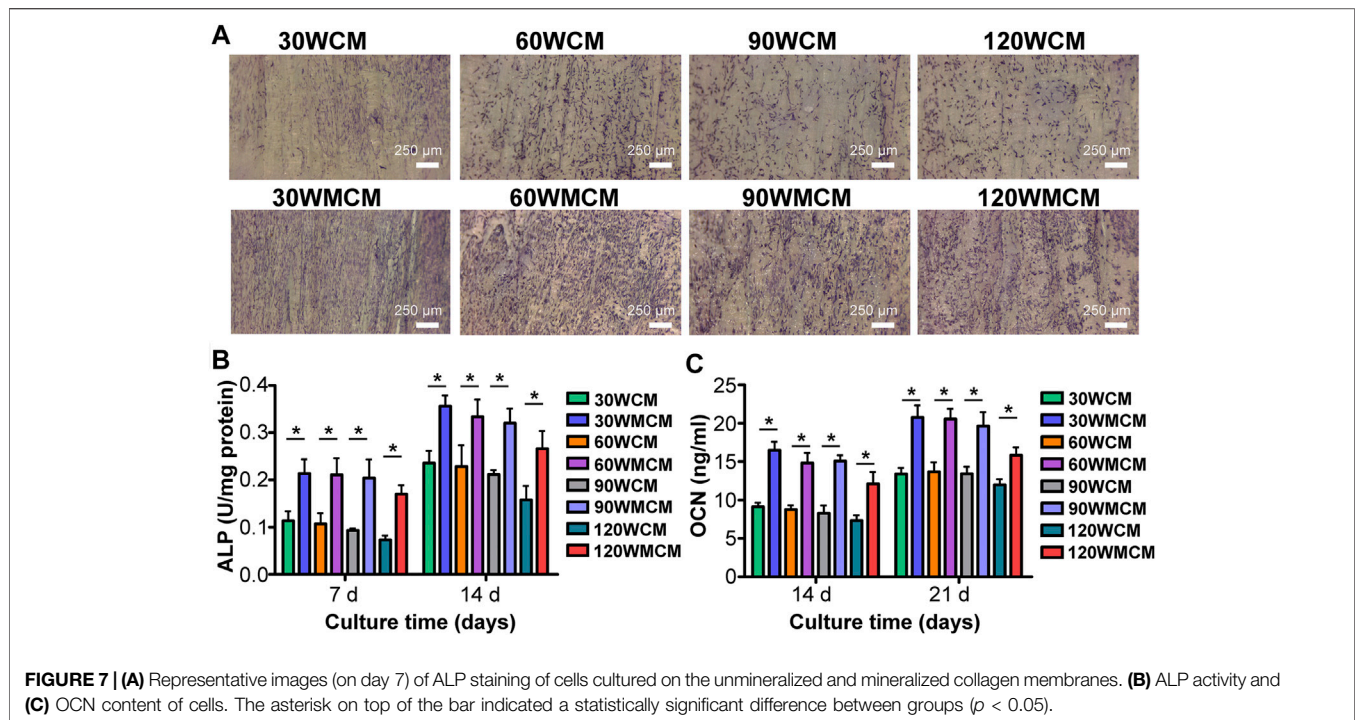 A
30WCM 60WCM 90WCM 120WCM
250 µm 250 µm 250 µm 250 µm
30WMCM 60WMCM 90WMCM 120WMCM
250 µm 250 µm 250 µm 250 µm
B
ALP (U/mg protein)
0.4
0.3
0.2
0.1
0.0
* * * * * * * *
7 d 14 d
Culture time (days)
30WCM
30WMCM
60WCM
60WMCM
90WCM
90WMCM
120WCM
120WMCM
C
OCN (ng/ml)
25
20
15
10
5
0
* * * * * * * *
14 d 21 d
Culture time (days)
30WCM
30WMCM
60WCM
60WMCM
90WCM
90WMCM
120WCM
120WMCM
FIGURE 7 | (A) Representative images (on day 7) of ALP staining of cells cultured on the unmineralized and mineralized collagen membranes. (B) ALP activity and
(C) OCN content of cells. The asterisk on top of the bar indicated a statistically significant difference between groups (p < 0.05).